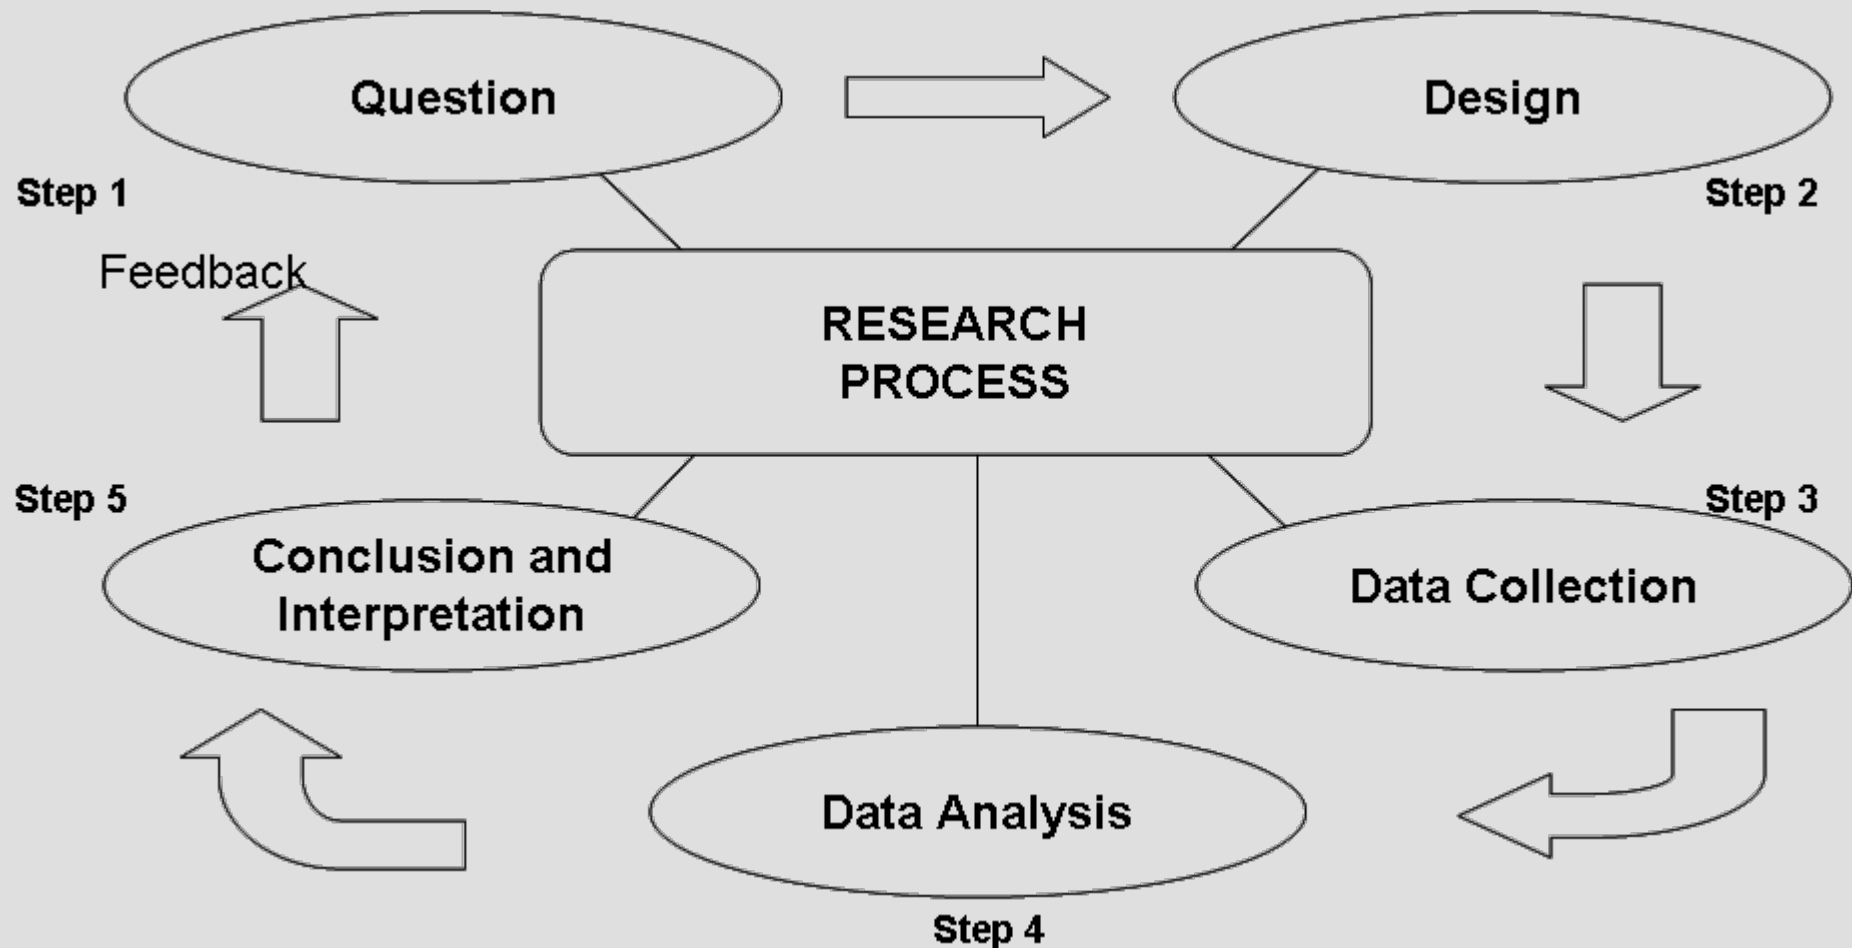 Question
Design
Step 1
Step 2
Feedback
RESEARCH
PROCESS
Step 5
Step 3
Conclusion and
Interpretation
Data Collection
Data Analysis
Step 4